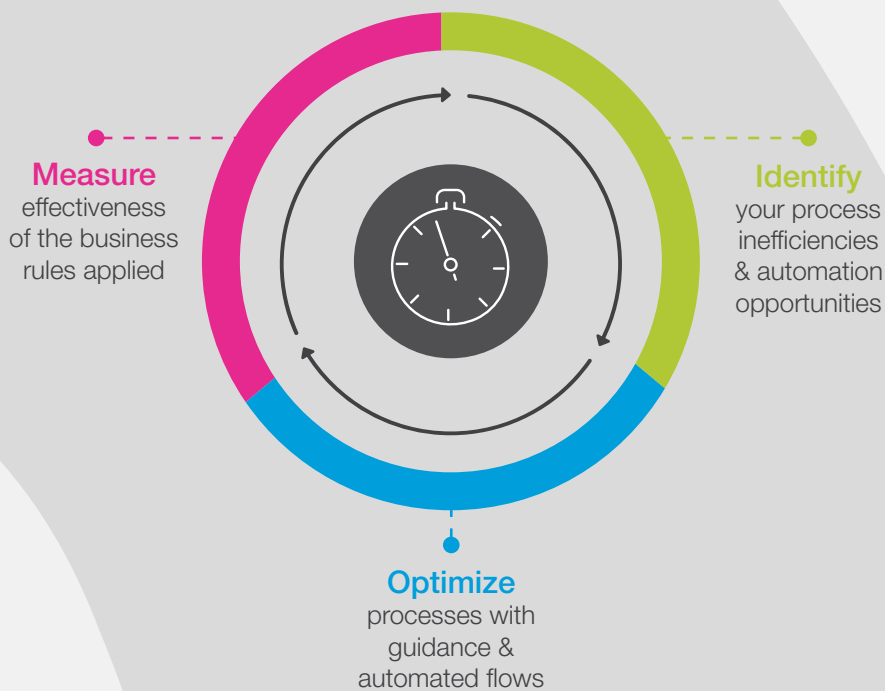 Measure
effectiveness
of the business
rules applied
Identify
your process
inefficiencies
& automation
opportunities
Optimize
processes with
guidance &
automated flows